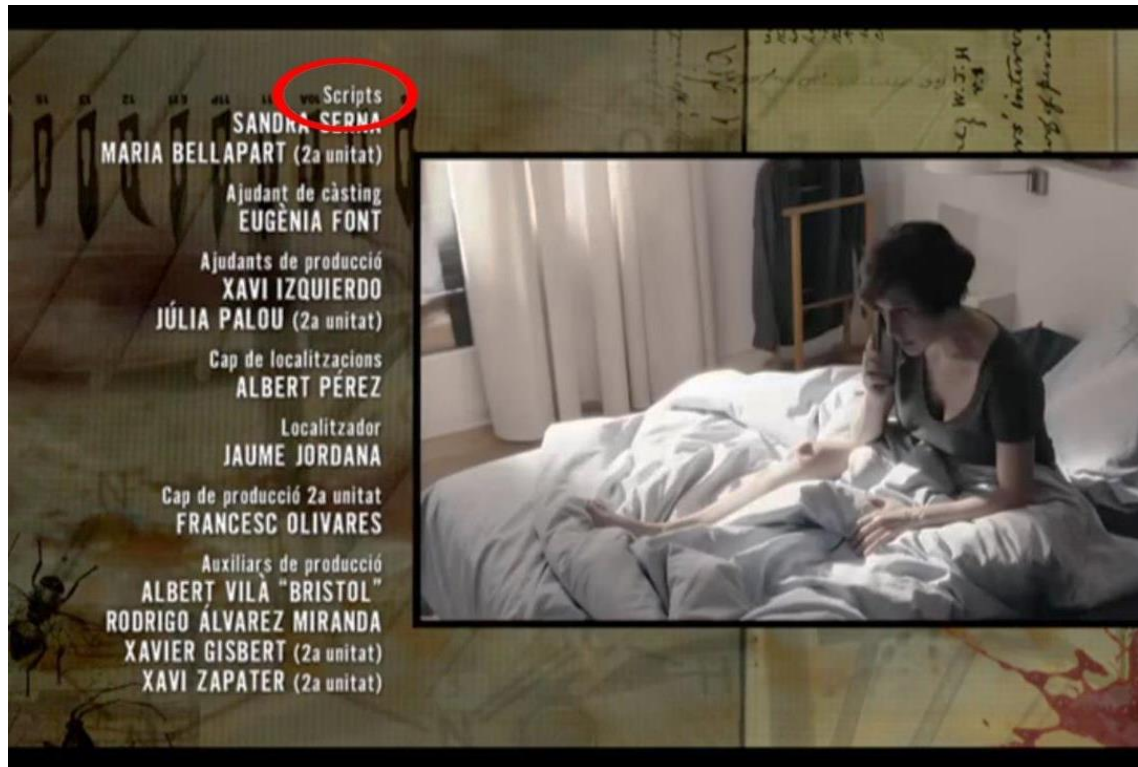 Scripts
SANDRA SERNA
MARIA BELLAPART (2a unitat)
Ajudant de càsting
EUGÈNIA FONT
Ajudants de producció
XAVI IZQUIERDO
JÚLIA PALOU (2a unitat)
Cap de localitzacions
ALBERT PÉREZ
Localitzador
JAUME JORDANA
Cap de producció 2a unitat
FRANCESC OLIVARES
Auxiliars de producció
ALBERT VILÀ “BRISTOL”
RODRIGO ÁLVAREZ MIRANDA
XAVIER GISBERT (2a unitat)
XAVI ZAPATER (2a unitat)